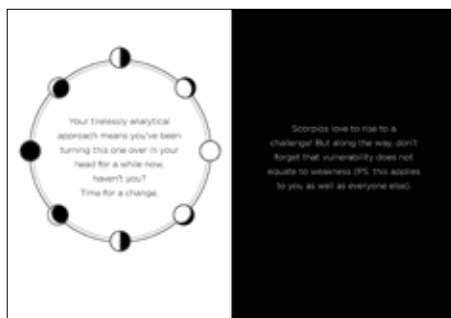 Your tirelessly analytical
approach means you've been
turning this one over in your
head for a while now,
haven't you?
Time for a change.
Scorpios love to rise to a
challenge! But along the way, don't
forget that vulnerability does not
equate to weakness (PS. this applies
to you as well as everyone else).